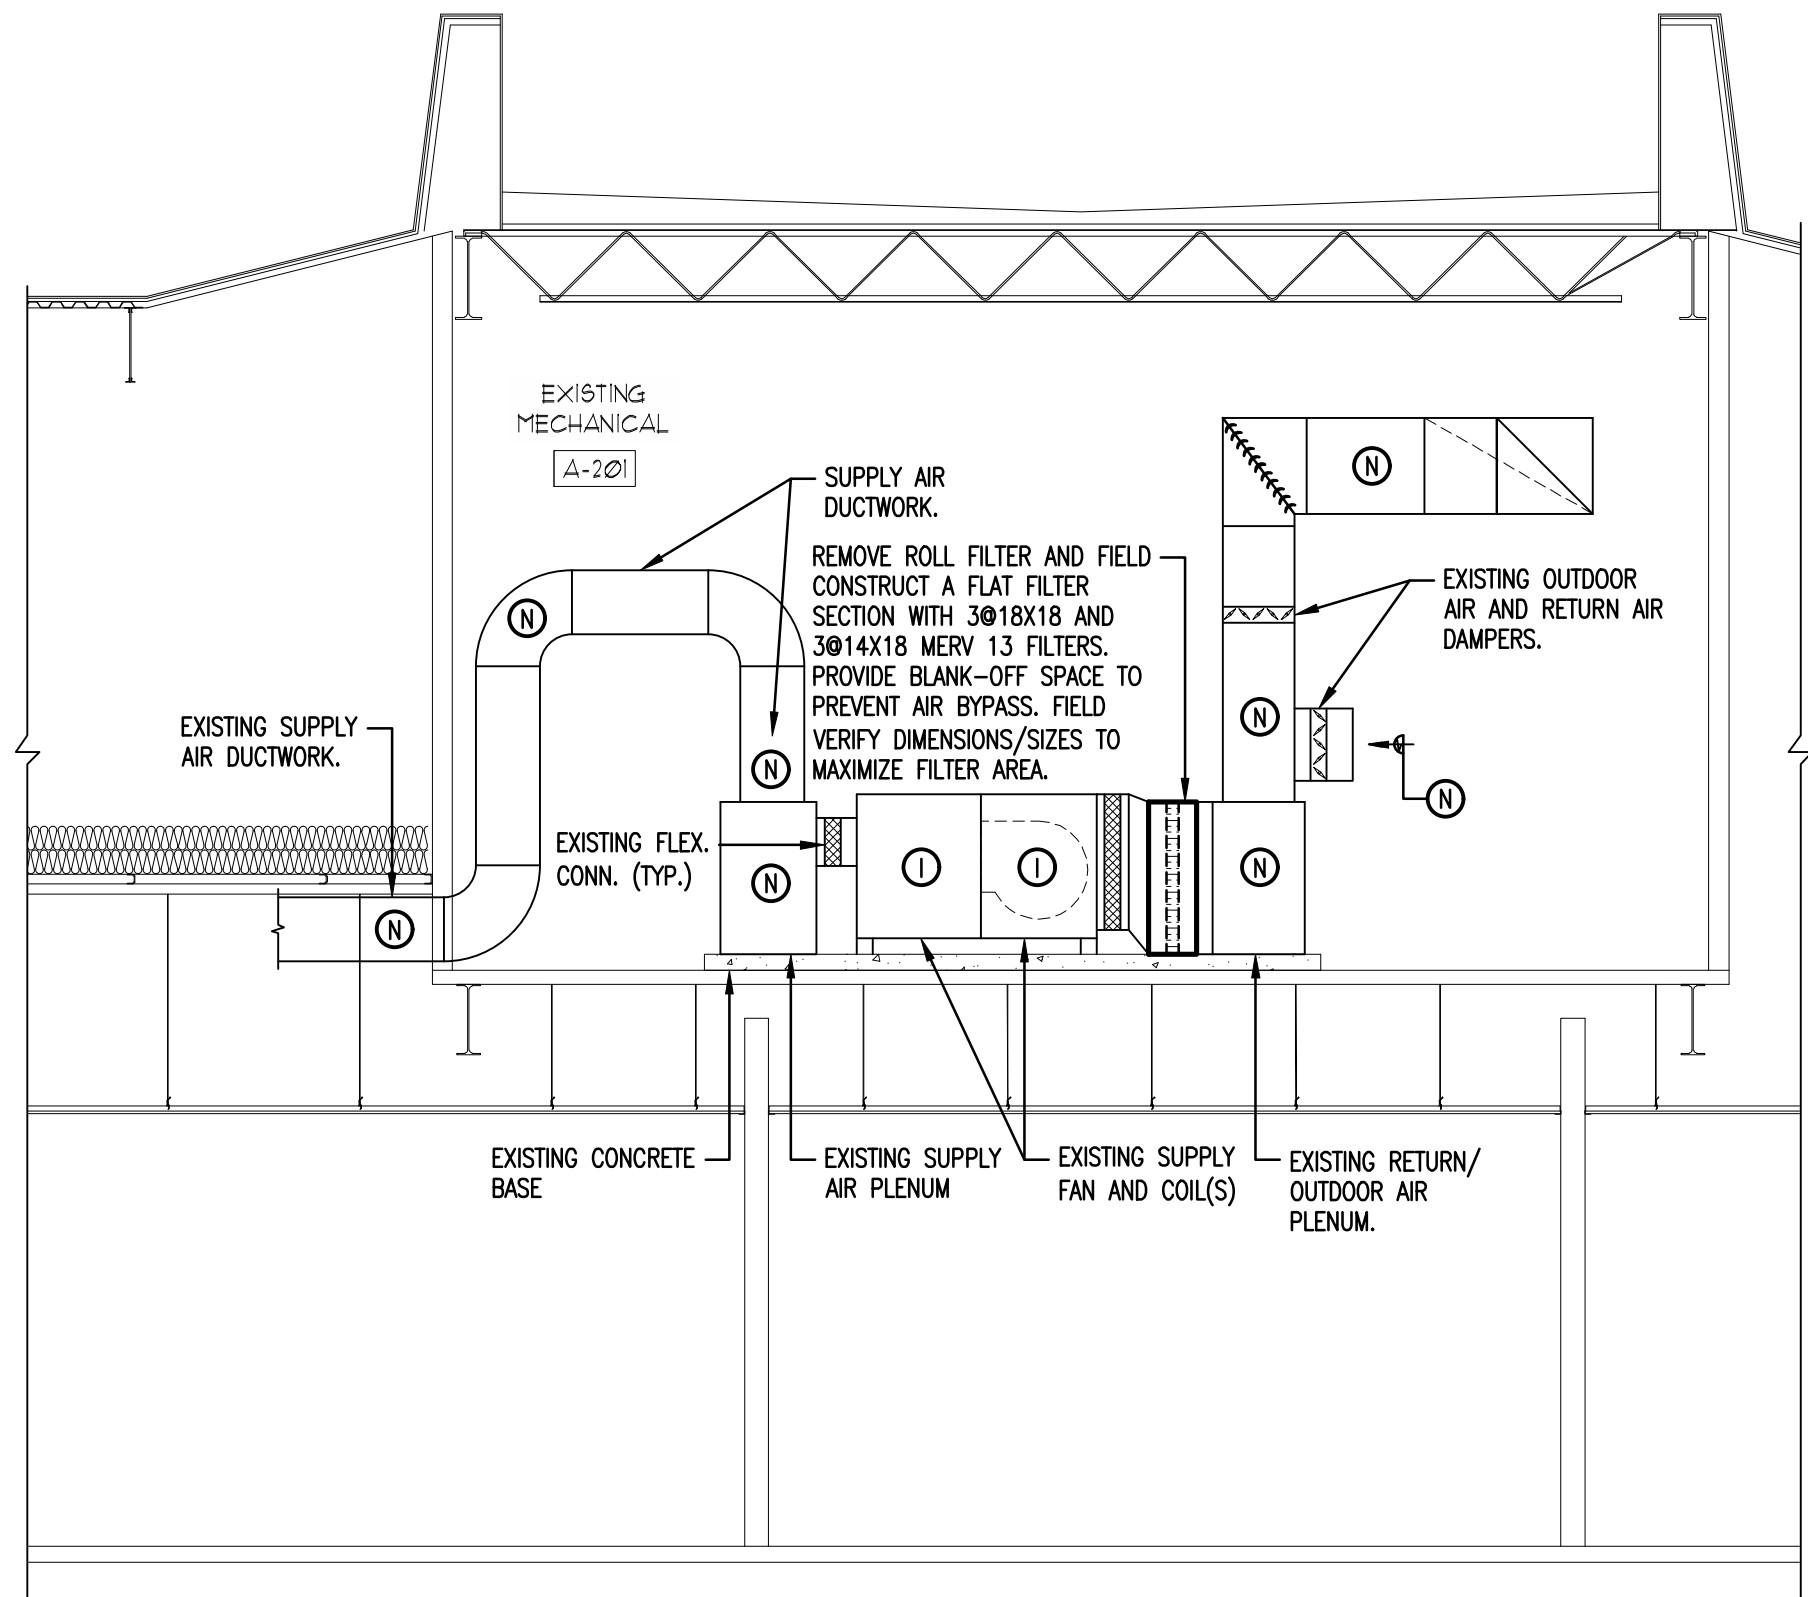 EXISTING
MECHANICAL
A-201
SUPPLY AIR
DUCTWORK.
N
REMOVE ROLL FILTER AND FIELD
CONSTRUCT A FLAT FILTER
SECTION WITH 3@18X18 AND
3@14X18 MERV 13 FILTERS.
PROVIDE BLANK-OFF SPACE TO
PREVENT AIR BYPASS. FIELD
VERIFY DIMENSIONS/SIZES TO
MAXIMIZE FILTER AREA.
EXISTING OUTDOOR
AIR AND RETURN AIR
DAMPERS.
N
N
EXISTING SUPPLY
AIR DUCTWORK.
N
N
N
EXISTING FLEX.
CONN. (TYP.)
N
I
I
N
N
EXISTING CONCRETE
BASE
EXISTING SUPPLY
AIR PLENUM
EXISTING SUPPLY
FAN AND COIL(S)
EXISTING RETURN/
OUTDOOR AIR
PLENUM.